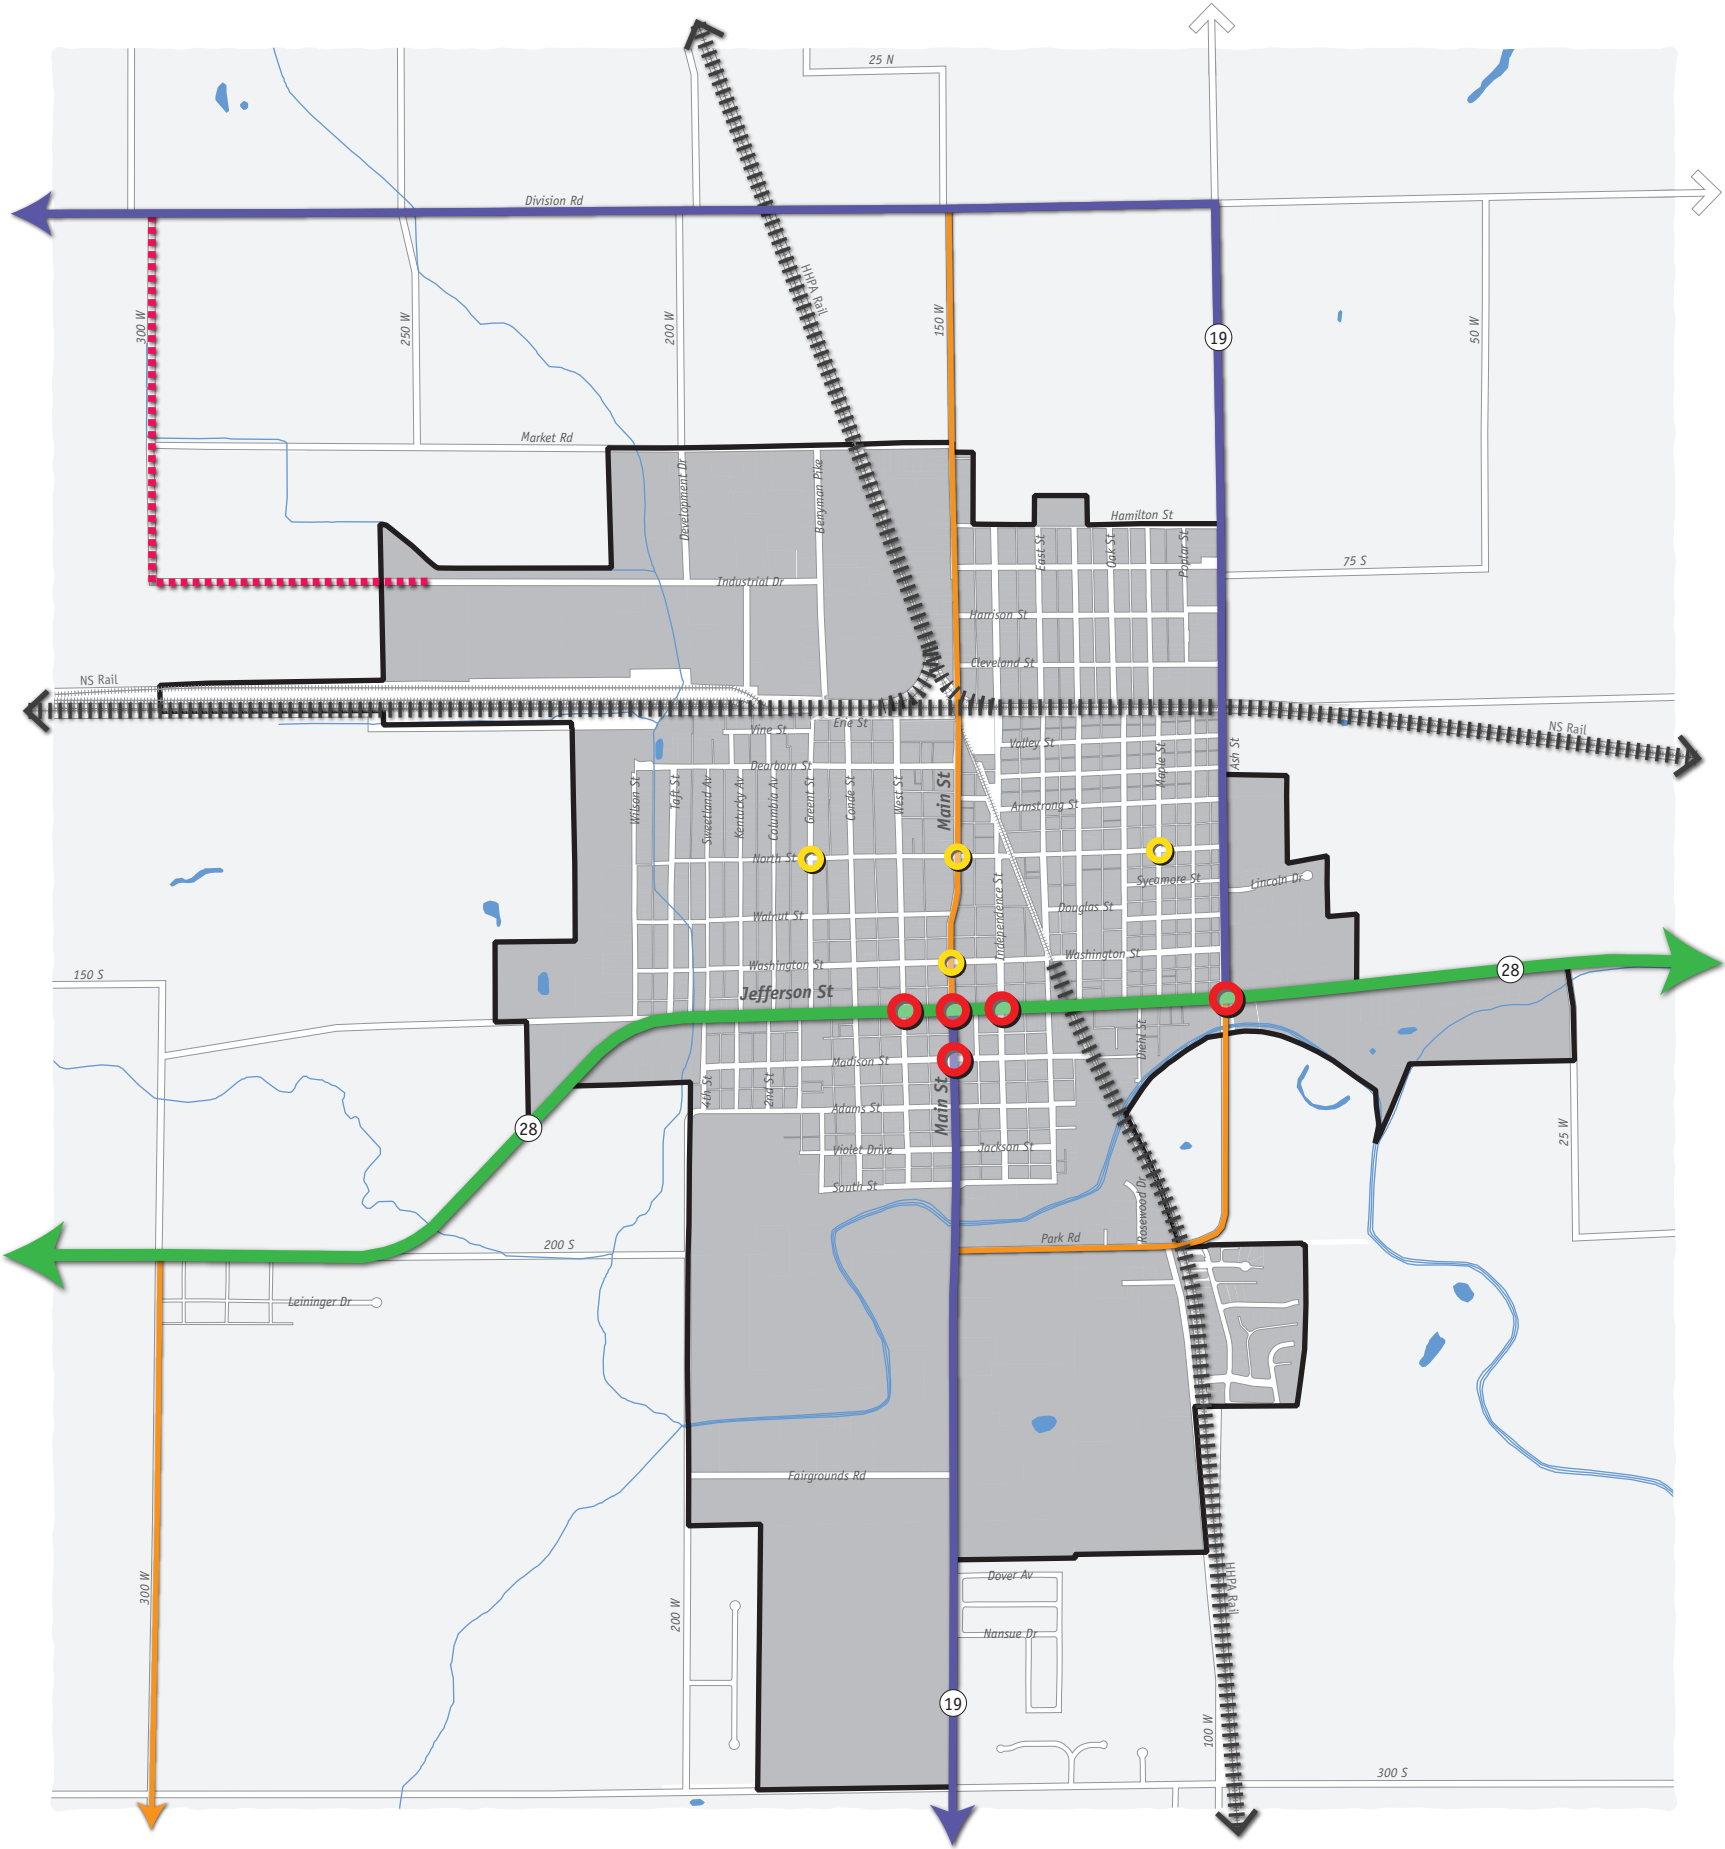 25 N
Division Rd
HHPA Rail
300 W
250 W
200 W
150 W
19
50 W
Market Rd
Development Dr
Berryman Pike
Hamilton St
East St
Oak St
Poplar St
75 S
Industrial Dr
Harrison St
Cleveland St
NS Rail
Erie St
Vine St
NS Rail
Valley St
Ash St
Maple St
Dearborn St
Wilson St
Taft St
Sweetland Av
Kentucky Av
Columbia Av
Greent St
Conde St
West St
Main St
Armstrong St
North St
Sycamore St
Lincoln Dr
Independence St
Douglas St
Walnut St
Washington St
Washington St
150 S
28
Jefferson St
Diehl St
Madison St
4th St
2nd St
Main St
Adams St
28
25 W
Violet Drive
Jackson St
South St
Rosewood Dr
Park Rd
200 S
Leininger Dr
Fairgrounds Rd
Dover Av
HHPA Rail
300 W
200 W
Nansue Dr
19
100 W
300 S